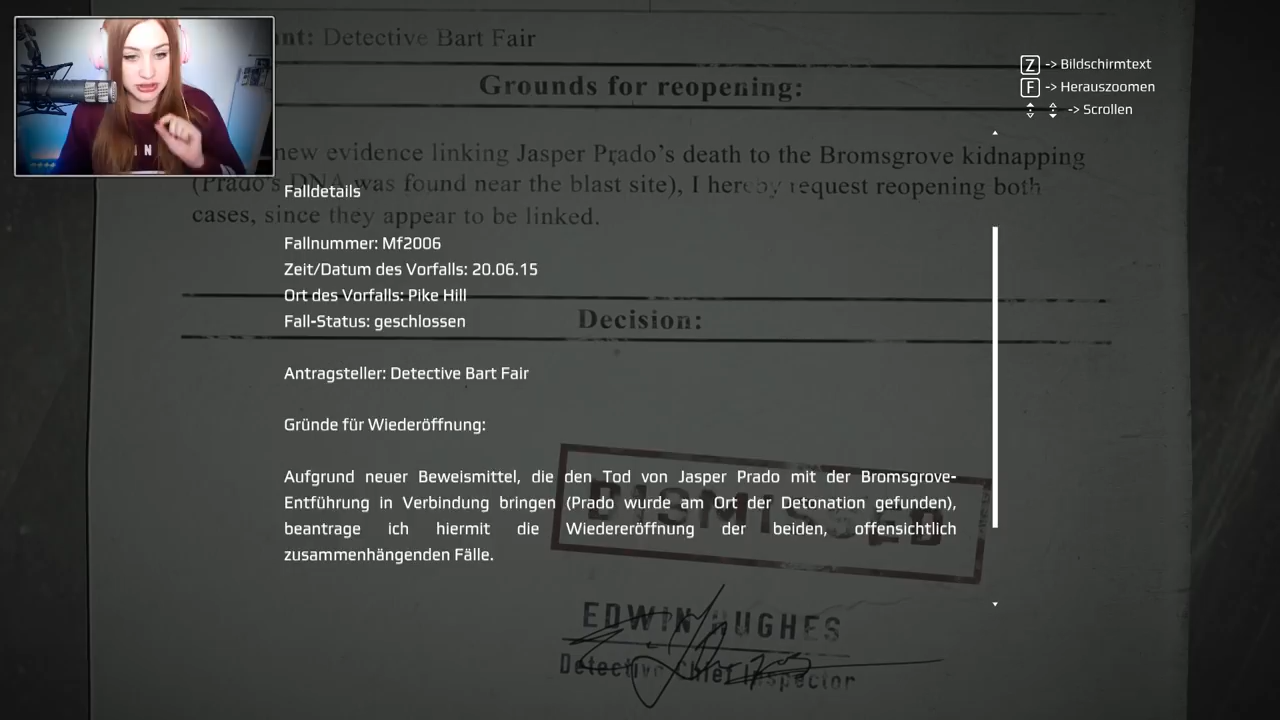 nt: Detective Bart Fair
Grounds for reopening:
Z -> Bildschirmtext
F -> Herauszoomen
-> Scrollen
new evidence linking Jasper Prado's death to the Bromsgrove kidnapping
(Prado's DNA was found near the blast site), I hereby request reopening both
cases, since they appear to be linked.
Falldetails
Fallnummer: Mf2006
Zeit/Datum des Vorfalls: 20.06.15
Ort des Vorfalls: Pike Hill
Fall-Status: geschlossen
Decision:
Antragsteller: Detective Bart Fair
Gründe für Wiederöffnung:
Aufgrund neuer Beweismittel, die den Tod von Jasper Prado mit der Bromsgrove-
Entführung in Verbindung bringen (Prado wurde am Ort der Detonation gefunden),
beantrage ich hiermit die Wiedereröffnung der beiden, offensichtlich
zusammenhängenden Fälle.
DISMISSED
EDWIN HUGHES
Detective Chief Inspector